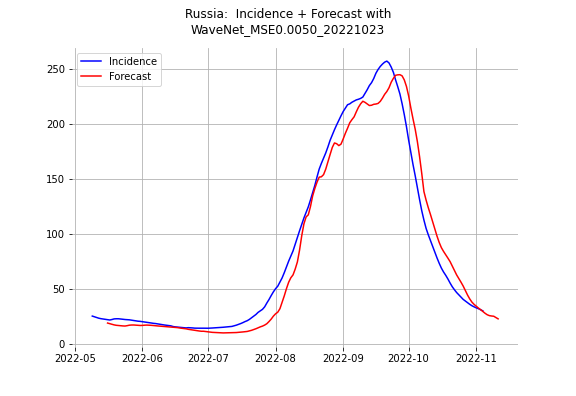 Russia:  Incidence + Forecast with
WaveNet_MSE0.0050_20221023
Incidence
Forecast
250
200
150
100
50
0
2022-05 2022-06 2022-07 2022-08 2022-09 2022-10 2022-11